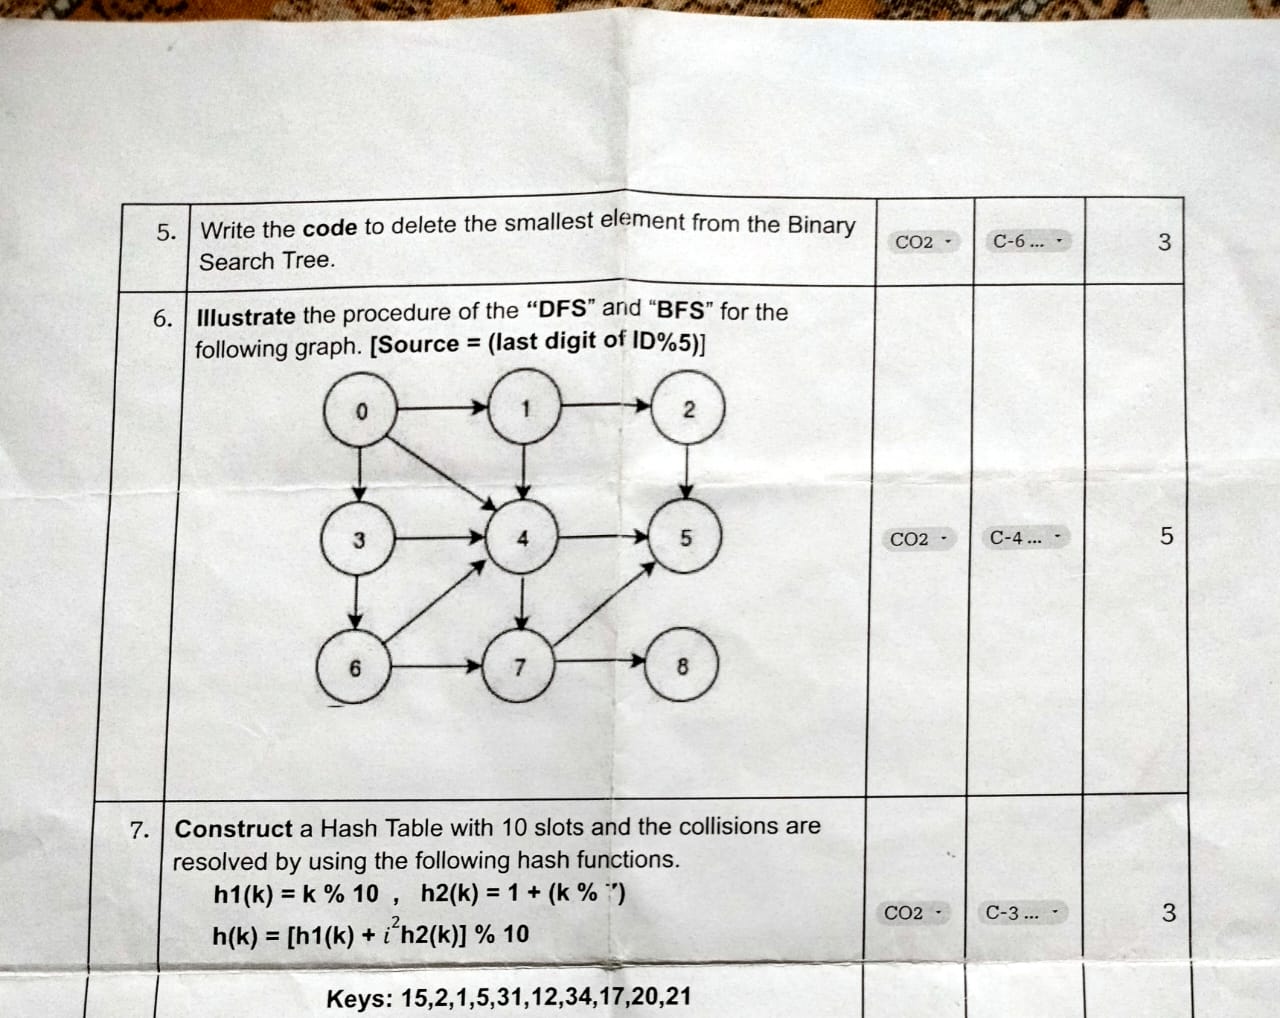 5. Write the code to delete the smallest element from the Binary CO2 C-6 ... 3
Search Tree.
6. Illustrate the procedure of the “DFS” and “BFS” for the
following graph. [Source = (last digit of ID%5)]
0 1 2
3 4 5 CO2 C-4 ... 5
6 7 8
7. Construct a Hash Table with 10 slots and the collisions are
resolved by using the following hash functions.
h1(k) = k % 10 , h2(k) = 1 + (k % )
h(k) = [h1(k) + i²h2(k)] % 10 CO2 C-3 ... 3
Keys: 15,2,1,5,31,12,34,17,20,21